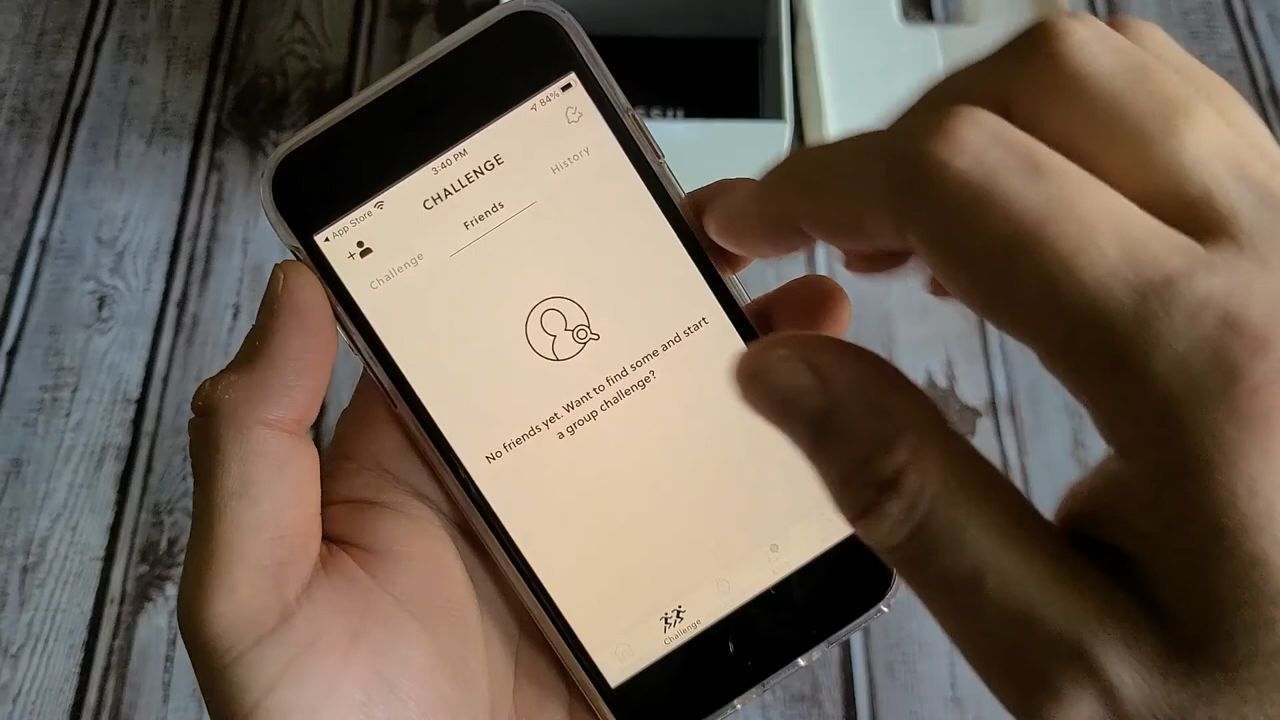 ◀ App Store
3:40 PM
84%
CHALLENGE
Challenge
Friends
History
No friends yet. Want to find some and start
a group challenge?
Challenge